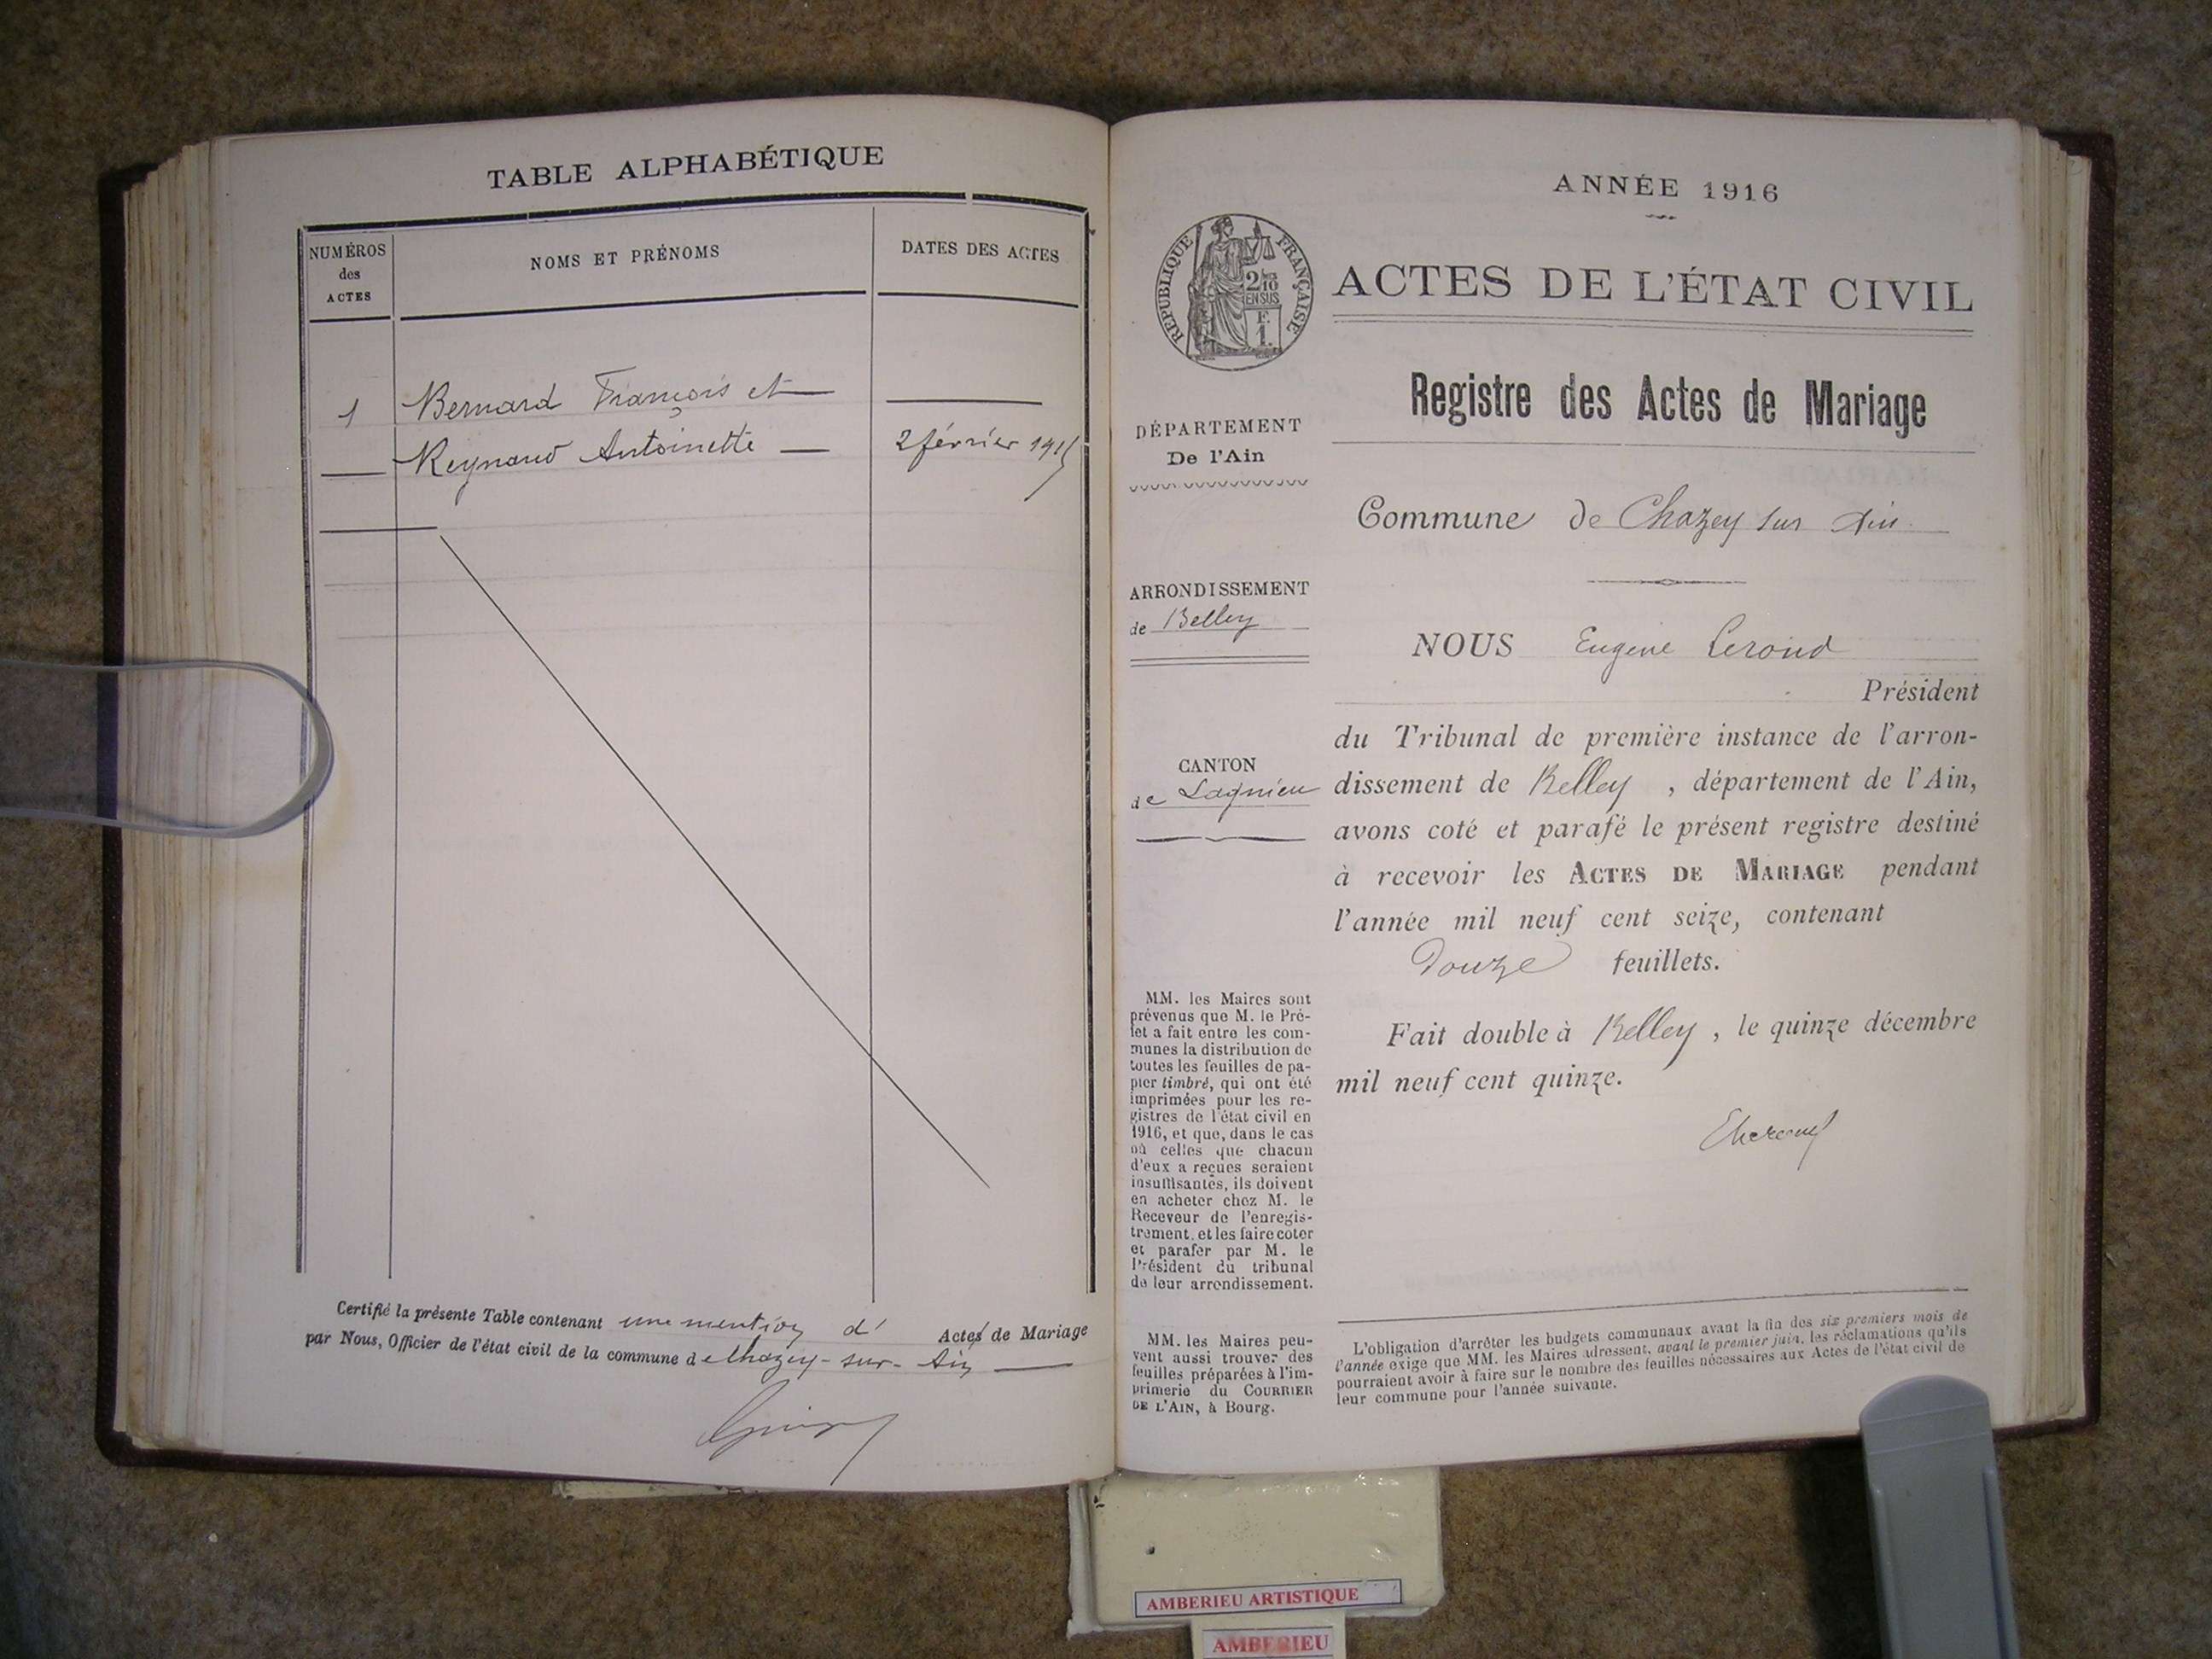 TABLE ALPHABÉTIQUE
NUMÉROS
des
ACTES
NOMS ET PRÉNOMS
DATES DES ACTES
1 Bernard François et
Reynaud Antoinette 2 février 1915
Certifié la présente Table contenant une mention d' Actes de Mariage
par Nous, Officier de l'état civil de la commune de Chazey-sur-Ain
ANNÉE 1916
RÉPUBLIQUE FRANÇAISE
2/10
EN SUS
F.
1.
ACTES DE L'ÉTAT CIVIL
Registre des Actes de Mariage
DÉPARTEMENT
De l'Ain
Commune de Chazey sur Ain
ARRONDISSEMENT
de Belley
CANTON
de Lagnieu
NOUS Eugène
Président
du Tribunal de première instance de l'arron-
dissement de Belley, département de l'Ain,
avons coté et parafé le présent registre destiné
à recevoir les ACTES DE MARIAGE pendant
l'année mil neuf cent seize, contenant
Douze feuillets.
Fait double à Belley, le quinze décembre
mil neuf cent quinze.
MM. les Maires sont
prévenus que M. le Pré-
fet a fait entre les com-
munes la distribution de
toutes les feuilles de pa-
pier timbré, qui ont été
imprimées pour les re-
gistres de l'état civil en
1916, et que, dans le cas
où celles que chacun
d'eux a reçues seraient
insuffisantes, ils doivent
en acheter chez M. le
Receveur de l'enregis-
trement, et les faire coter
et parafer par M. le
Président du tribunal
de leur arrondissement.
MM. les Maires peu-
vent aussi trouver des
feuilles préparées à l'im-
primerie du COURRIER
DE L'AIN, à Bourg.
L'obligation d'arrêter les budgets communaux avant la fin des six premiers mois de
l'année exige que MM. les Maires adressent, avant le premier juin, les réclamations qu'ils
pourraient avoir à faire sur le nombre des feuilles nécessaires aux Actes de l'état civil de
leur commune pour l'année suivante.
AMBERIEU ARTISTIQUE
AMBERIEU